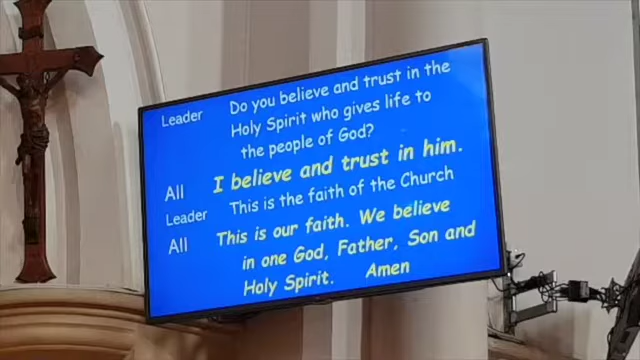 Leader Do you believe and trust in the
Holy Spirit who gives life to
the people of God?
All I believe and trust in him.
Leader This is the faith of the Church
All This is our faith. We believe
in one God, Father, Son and
Holy Spirit. Amen